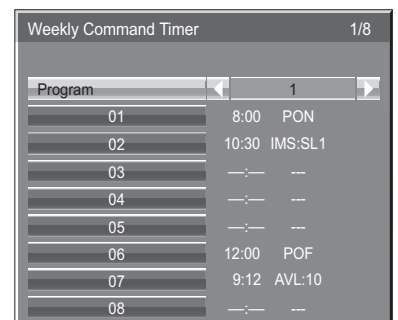 Weekly Command Timer 1/8
Program 1
01 8:00 PON
02 10:30 IMS:SL1
03 —:— ---
04 —:— ---
05 —:— ---
06 12:00 POF
07 9:12 AVL:10
08 —:— ---